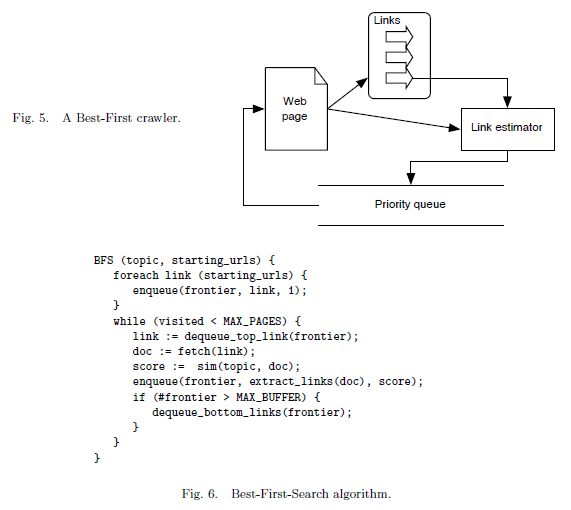 Links
Web
page
Fig. 5. A Best-First crawler.
Link estimator
Priority queue
BFS (topic, starting_urls) {
foreach link (starting_urls) {
enqueue(frontier, link, 1);
}
while (visited < MAX_PAGES) {
link := dequeue_top_link(frontier);
doc := fetch(link);
score := sim(topic, doc);
enqueue(frontier, extract_links(doc), score);
if (#frontier > MAX_BUFFER) {
dequeue_bottom_links(frontier);
}
}
}
Fig. 6. Best-First-Search algorithm.